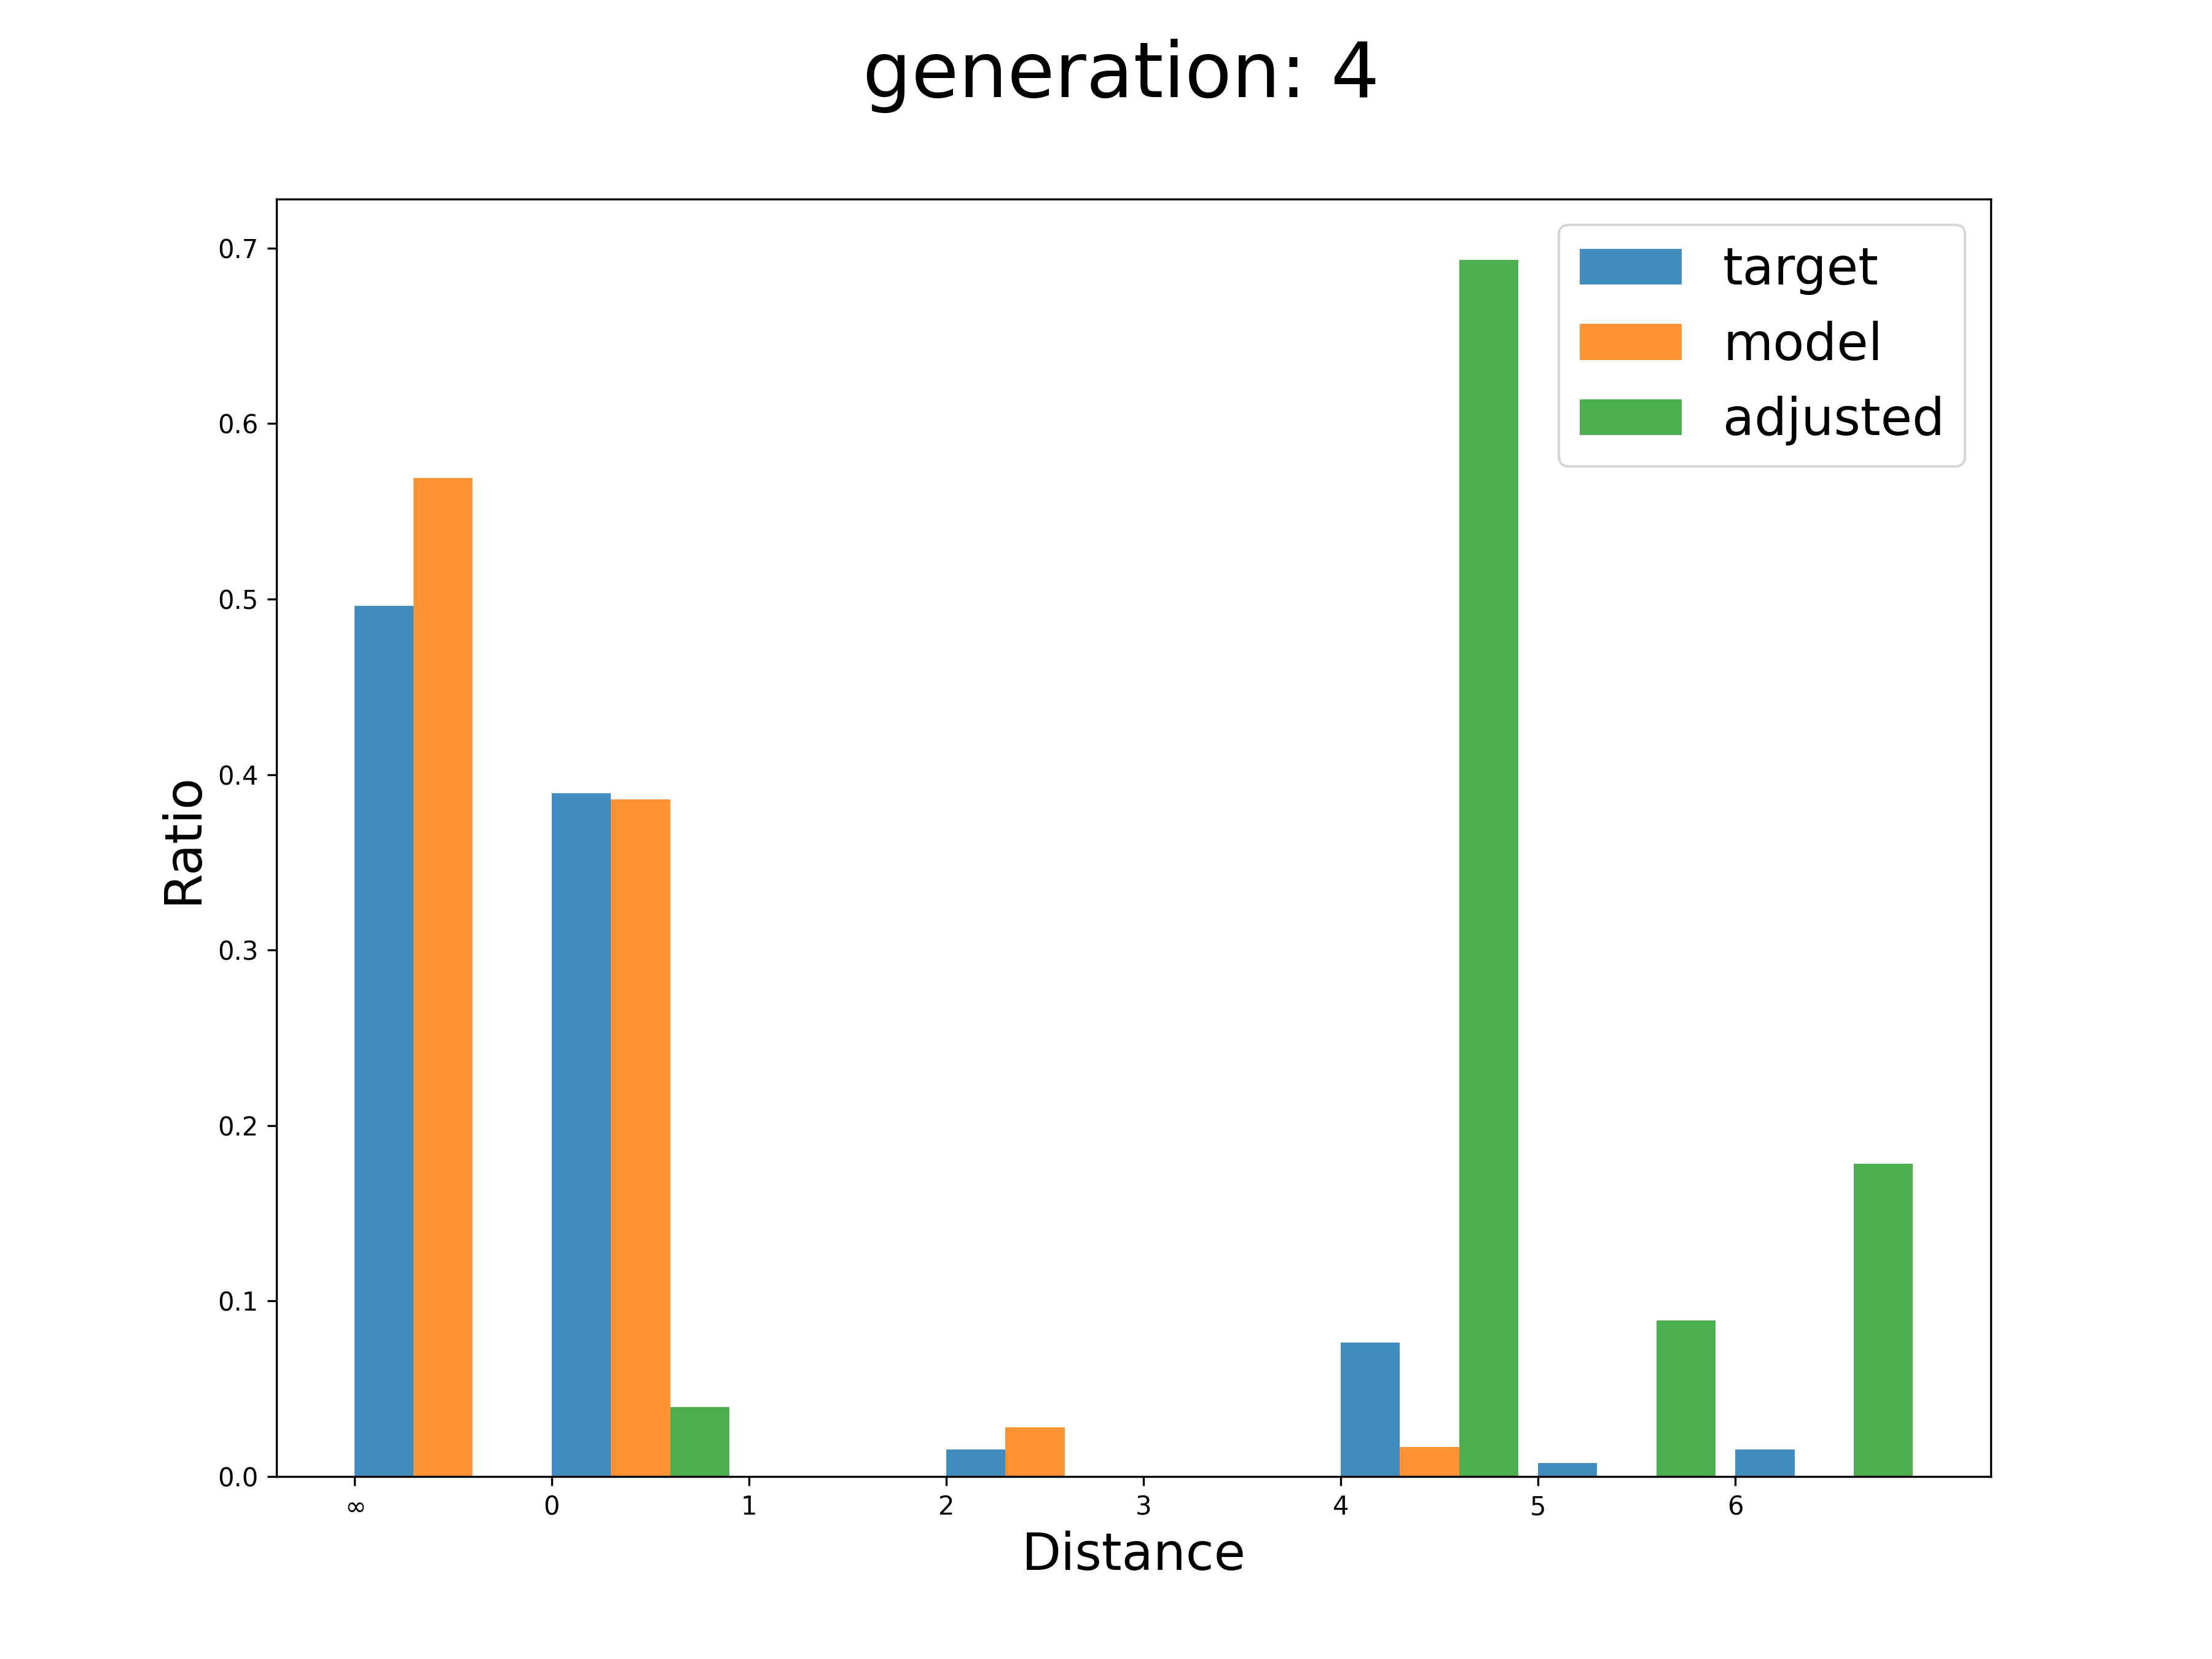 generation: 4
target
model
adjusted
Ratio
0.7
0.6
0.5
0.4
0.3
0.2
0.1
0.0
∞ 0 1 2 3 4 5 6
Distance